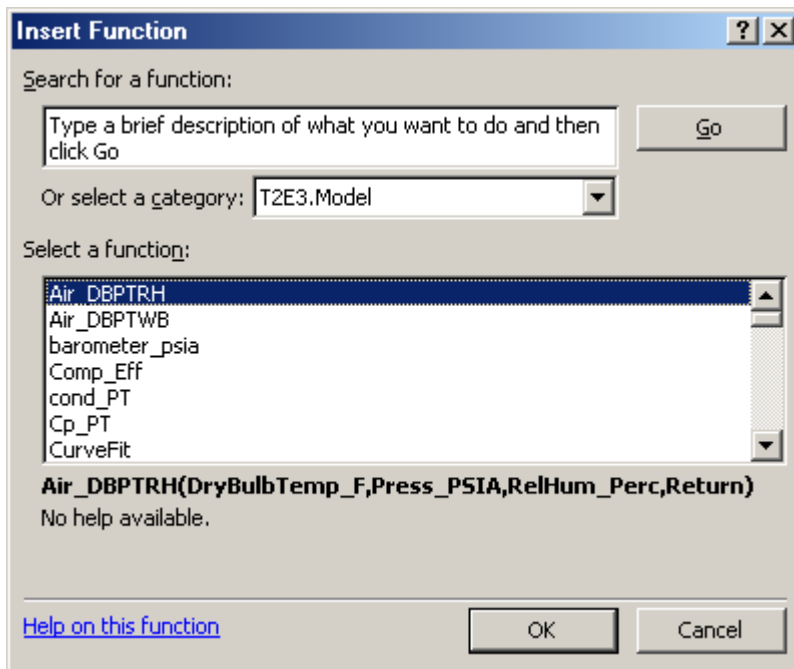 Insert Function
Search for a function:
Type a brief description of what you want to do and then
click Go
Go
Or select a category:
T2E3.Model
Select a function:
Air_DBPTRH
Air_DBPTWB
barometer_psia
Comp_Eff
cond_PT
Cp_PT
CurveFit
Air_DBPTRH(DryBulbTemp_F,Press_PSIA,RelHum_Perc,Return)
No help available.
Help on this function
OK
Cancel